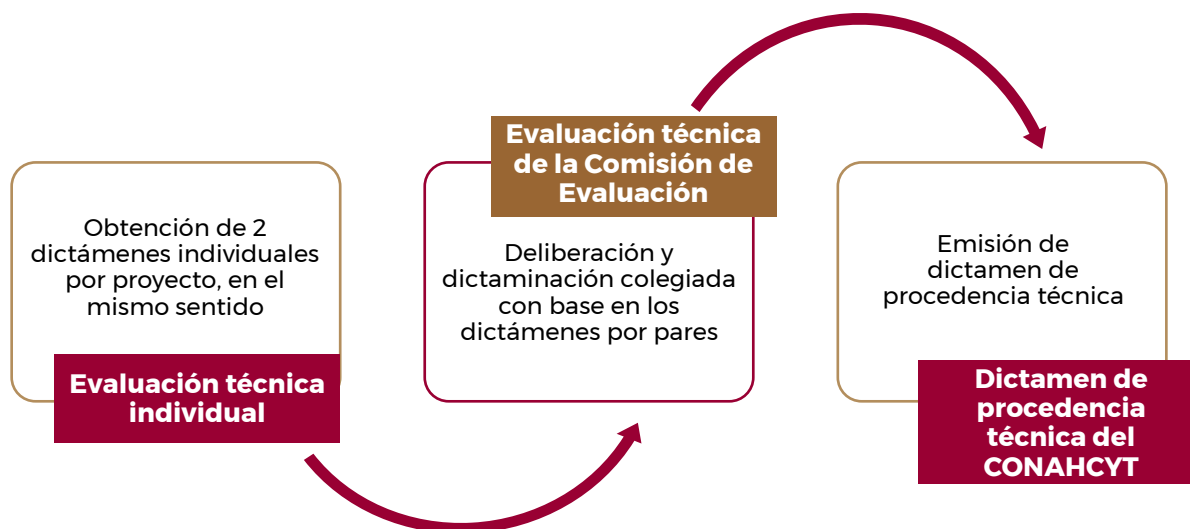 Obtención de 2
dictámenes individuales
por proyecto, en el
mismo sentido
Evaluación técnica
individual
Evaluación técnica
de la Comisión de
Evaluación
Deliberación y
dictaminación colegiada
con base en los
dictámenes por pares
Emisión de
dictamen de
procedencia técnica
Dictamen de
procedencia
técnica del
CONAHCYT